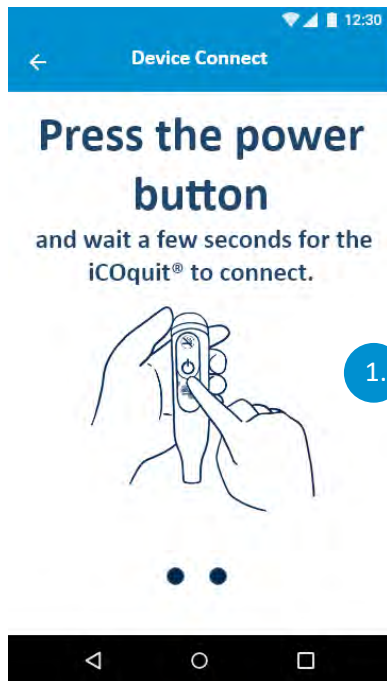 12:30
Device Connect
Press the power
button
and wait a few seconds for the
iCOquit® to connect.
1.